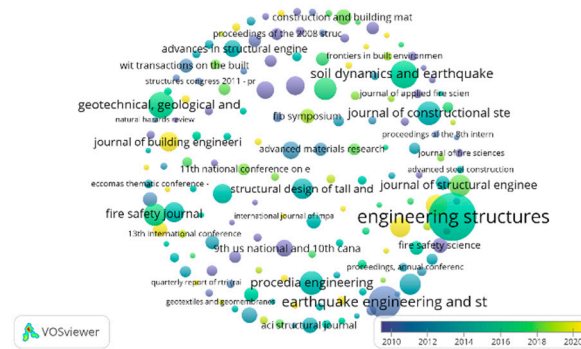 construction and building mat
proceedings of the 2008 struc
advances in structural engine
wit transactions on the built
frontiers in built environmen
soil dynamics and earthquake
structures congress 2011 - pr
journal of applied fire scien
geotechnical, geological and
natural hazards review
fib symposium
journal of constructional ste
proceedings of the 8th intern
journal of building engineeri
advanced materials research
journal of fire sciences
11th national conference on e
advanced steel construction
eccomas thematic conference -
structural design of tall and
journal of structural enginee
fire safety journal
international journal of impa
engineering structures
13th international conference
9th us national and 10th cana
fire safety science
proceedings, annual conferenc
quarterly report of rtri (rai
procedia engineering
geotextiles and geomembranes
earthquake engineering and st
aci structural journal
VOSviewer
2010 2012 2014 2016 2018 2020